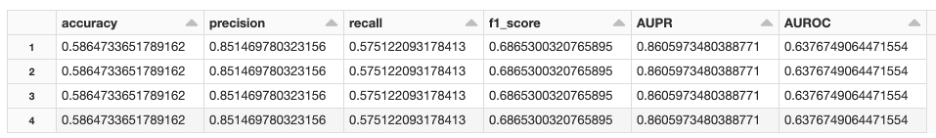 accuracy precision recall f1_score AUPR AUROC
1 0.5864733651789162 0.851469780323156 0.575122093178413 0.6865300320765895 0.8605973480388771 0.6376749064471554
2 0.5864733651789162 0.851469780323156 0.575122093178413 0.6865300320765895 0.8605973480388771 0.6376749064471554
3 0.5864733651789162 0.851469780323156 0.575122093178413 0.6865300320765895 0.8605973480388771 0.6376749064471554
4 0.5864733651789162 0.851469780323156 0.575122093178413 0.6865300320765895 0.8605973480388771 0.6376749064471554